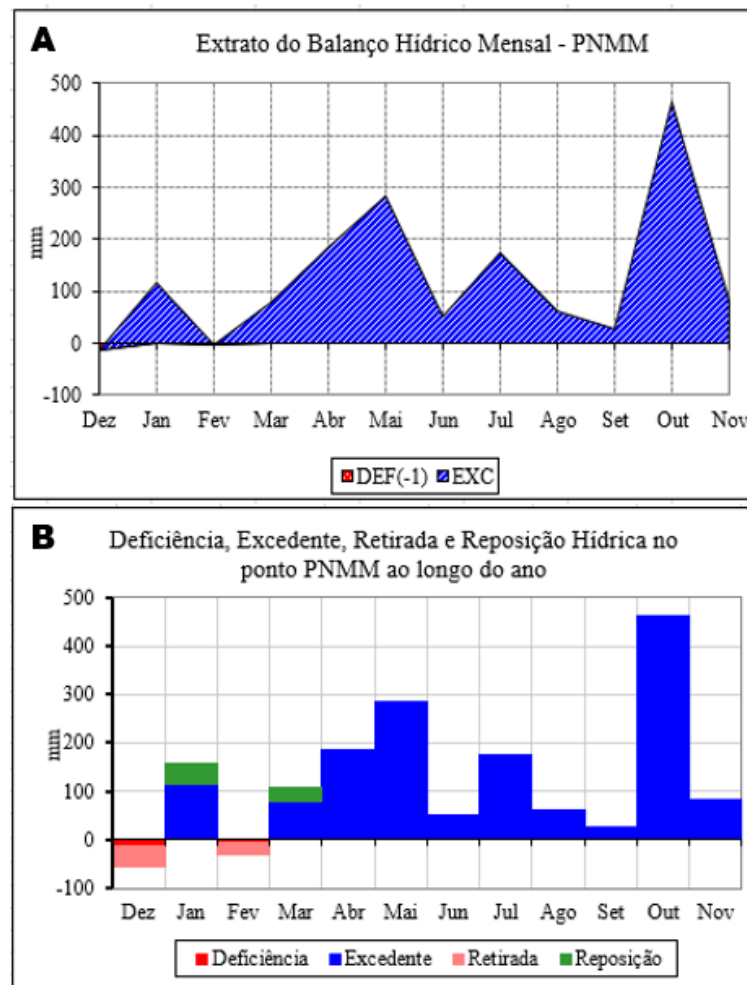 A
Extrato do Balanço Hídrico Mensal - PNMM
500
400
300
200
100
0
-100
mm
Dez Jan Fev Mar Abr Mai Jun Jul Ago Set Out Nov
DEF(-1) EXC
B
Deficiência, Excedente, Retirada e Reposição Hídrica no
ponto PNMM ao longo do ano
500
400
300
200
100
0
-100
mm
Dez Jan Fev Mar Abr Mai Jun Jul Ago Set Out Nov
Deficiência Excedente Retirada Reposição